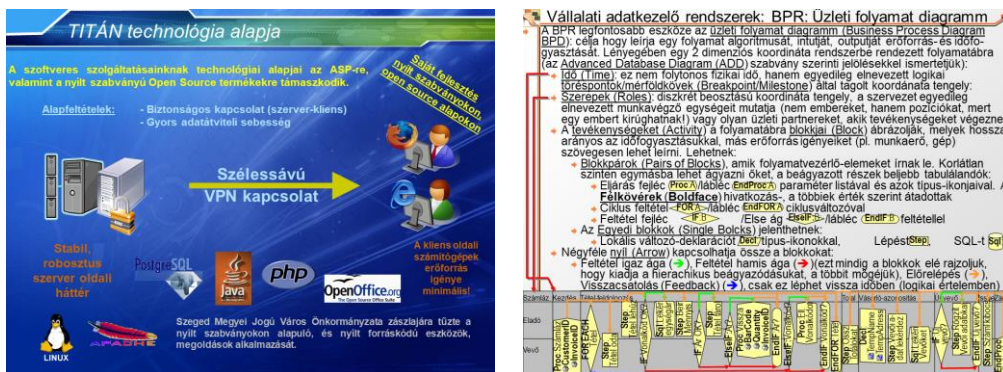 TITÁN technológia alapja
A szoftveres szolgáltatásainknak technológiai alapjai az ASP-re,
valamint a nyílt szabványú Open Source termékekre támaszkodik.
Saját fejlesztés
nyílt szabványokon,
open source alapokon
Alapfeltételek:
- Biztonságos kapcsolat (szerver-kliens)
- Gyors adatátviteli sebesség
Szélessávú
VPN kapcsolat
Stabil,
robosztus
szerver oldali
háttér
PostgreSQL
Java
php
OpenOffice.org
A kliens oldali
számítógépek
erőforrás
igénye
minimális!
LINUX
APACHE
Szeged Megyei Jogú Város Önkormányzata zászlajára tűzte a
nyílt szabványokon alapuló, és nyílt forráskódú eszközök,
megoldások alkalmazását.
Vállalati adatkezelő rendszerek: BPR: Üzleti folyamat diagramm
A BPR legfontosabb eszköze az üzleti folyamat diagramm (Business Process Diagram
BPD): célja hogy leírja egy folyamat algoritmusát, intutját, outputját erőforrás- és időfo-
gyasztását. Lényegében egy 2 dimenziós koordináta rendszerbe rendezett folyamatábra
(az Advanced Database Diagram (ADD) szabvány szerinti jelölésekkel ismertetjük):
Idő (Time): ez nem folytonos fizikai idő, hanem egyedileg elnevezett logikai
töréspontok/mérföldkövek (Breakpoint/Milestone) által tagolt koordináta tengely:
Szerepek (Roles): diszkrét beosztású koordináta tengely, a szervezet egyedileg
elnevezett munkavégző egységeit mutatja (nem embereket, hanem pozíciókat, mert
egy embert kirúghatnak!) vagy olyan üzleti partnereket, akik tevékenységeket végezne
A tevékenységeket (Activity) a folyamatábra blokkjai (Block) ábrázolják, melyek hossza
arányos az időfogyasztásukkal, más erőforrásigényeiket (pl. munkaerő, gép)
szövegesen lehet leírni. Lehetnek:
Blokkpárok (Pairs of Blocks), amik folyamatvezérlő-elemeket írnak le. Korlátlan
szinten egymásba lehet ágyazni őket, a beágyazott részek beljebb tabulálandók:
Eljárás fejléc Proc A /lábléc EndProc A paraméter listával és azok típus-ikonjaival. A
Félkövérek (Boldface) hivatkozás-, a többiek érték szerint átadottak
Ciklus feltétel FOR A /lábléc EndFOR A ciklusváltozóval
Feltétel fejléc IF B /Else ág ElseIF B /lábléc EndIF B feltétellel
Az Egyedi blokkok (Single Bolcks) jelenthetnek:
Lokális változó-deklarációt Decl típus-ikonokkal, Lépést Step, SQL-t Sql
Négyféle nyíl (Arrow) kapcsolhatja össze a blokkokat:
Feltétel igaz ága (➔), Feltétel hamis ága (➔)(ezt mindig a blokkok elé rajzoljuk,
hogy kiadja a hierachikus beágyazódásukat, a többit mögéjük), Előrelépés (➔),
Visszacsatolás (Feedback) (➔), csak ez léphet vissza időben (logikai értelemben)
Eladó
Vevő